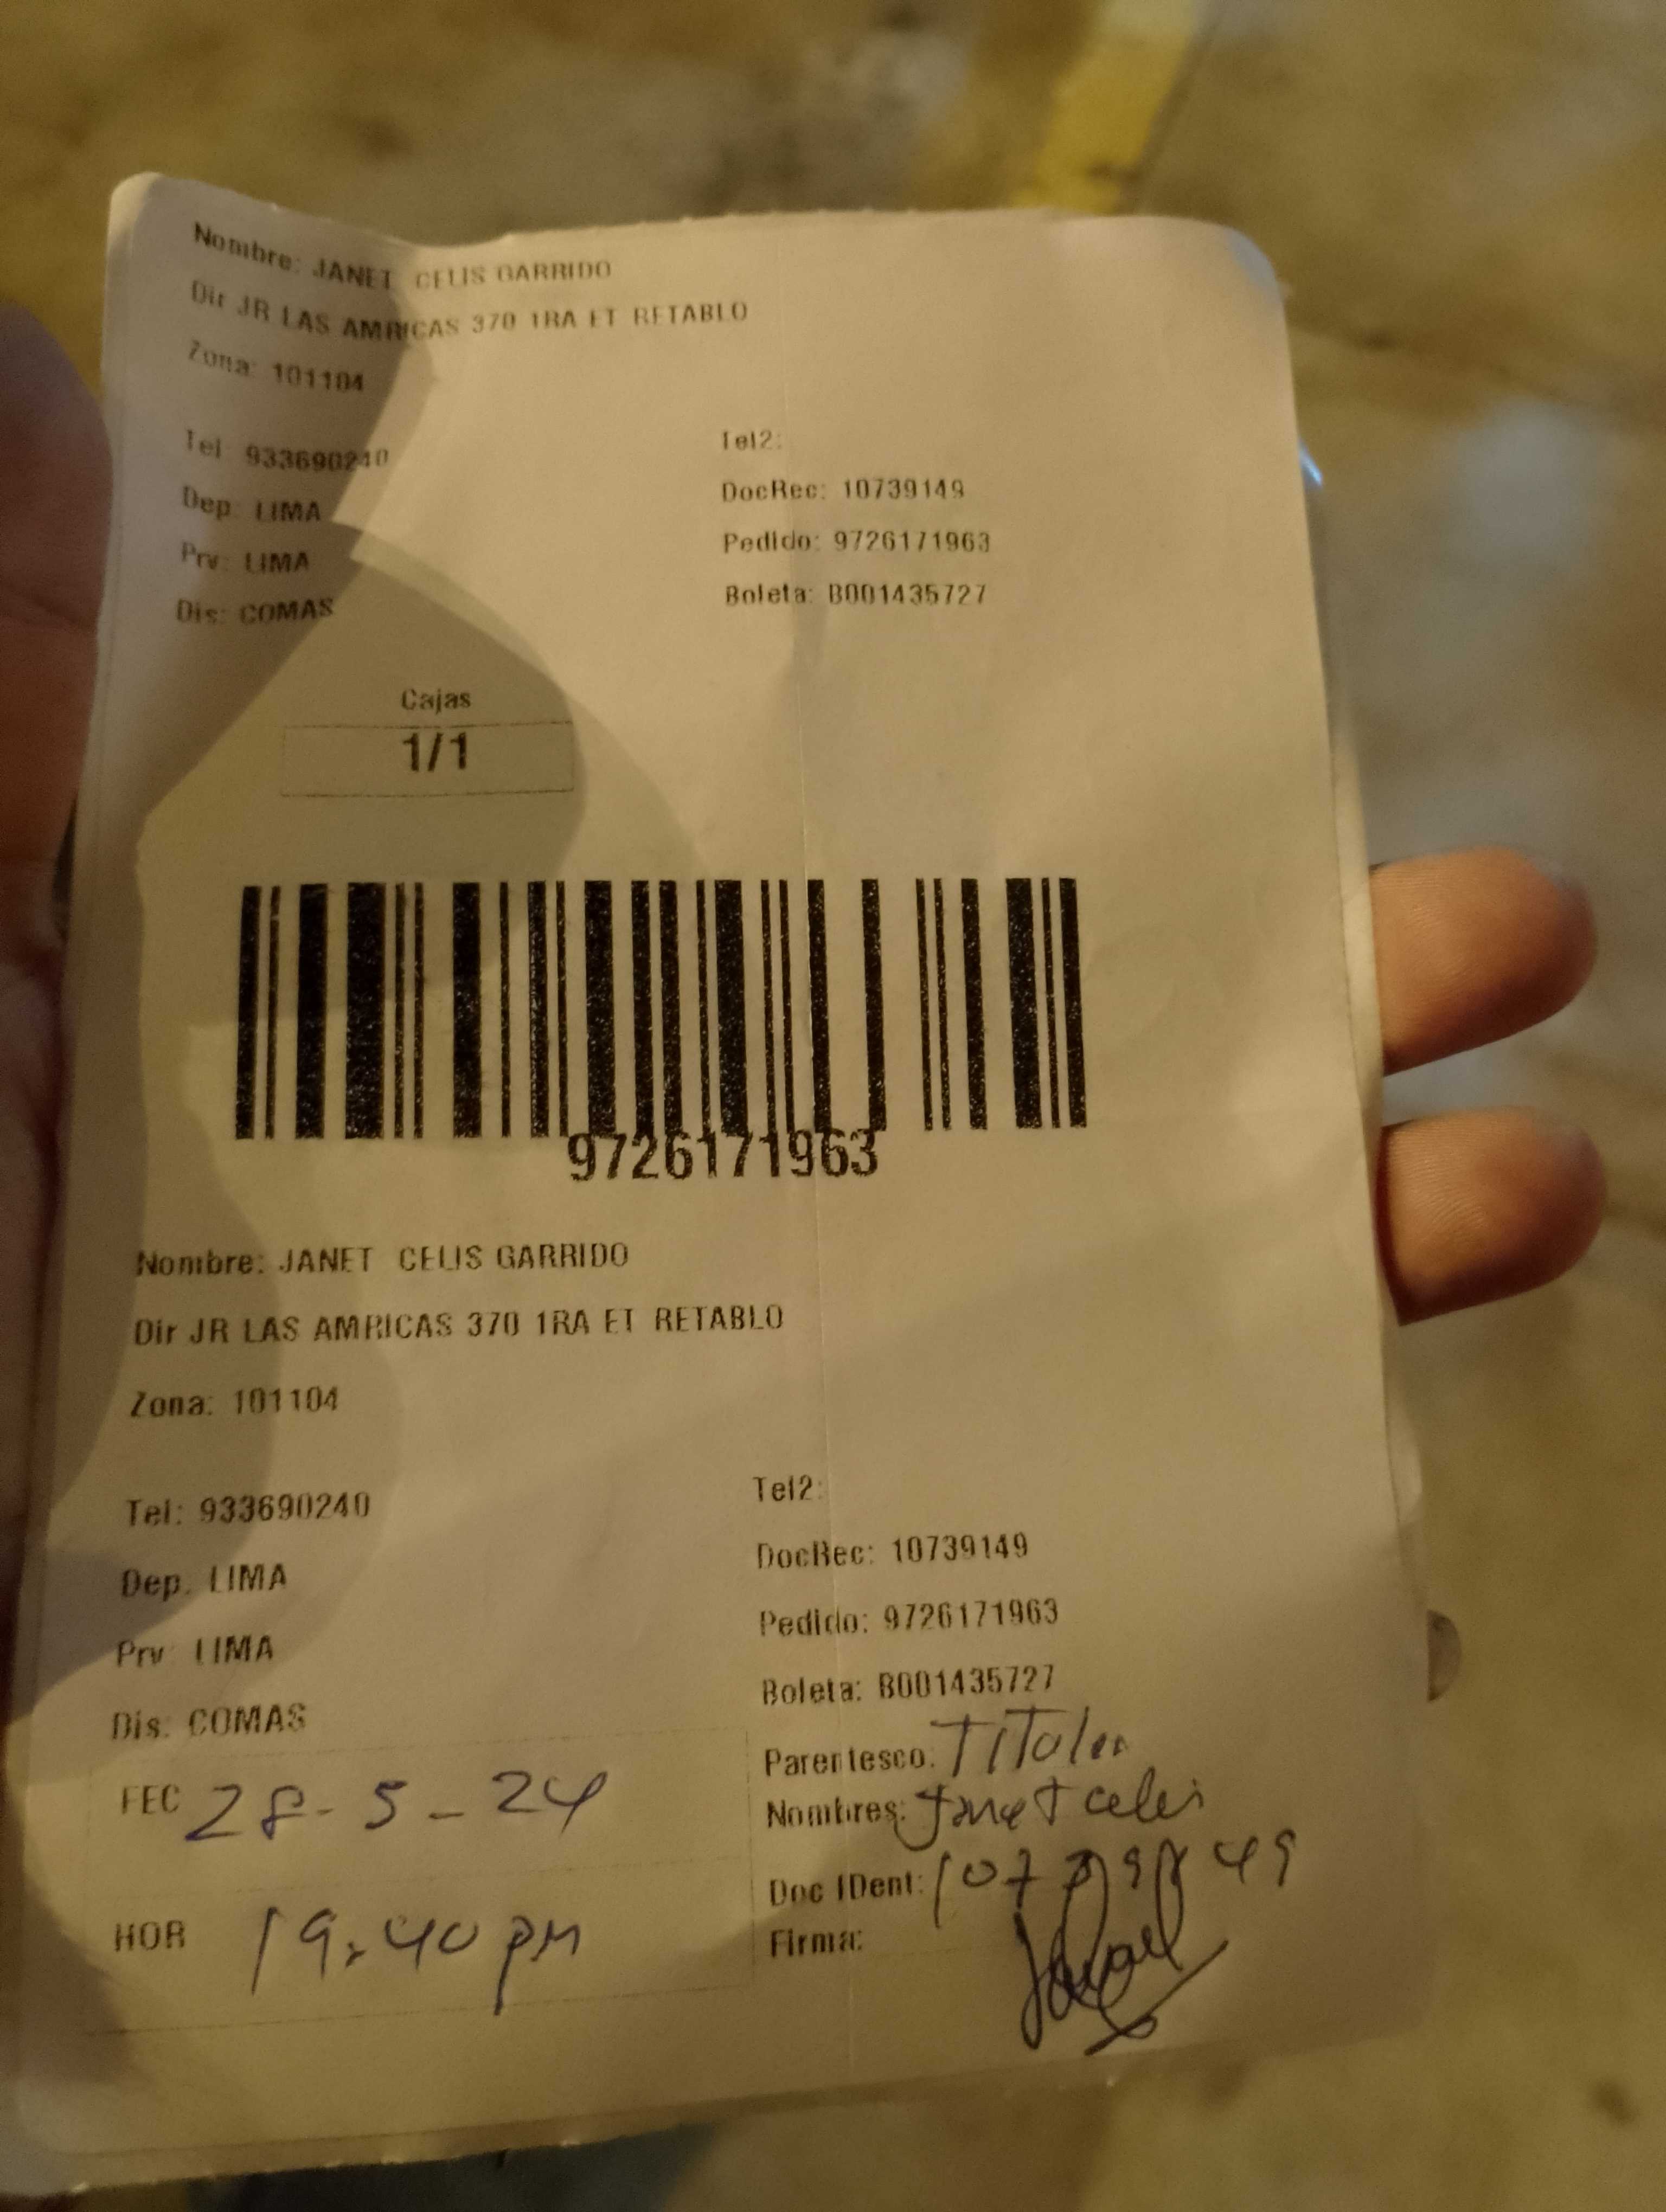 Nombre: JANET CELIS GARRIDO
Dir JR LAS AMRICAS 370 1RA ET RETABLO
Zona: 101104
Tel: 933690240 Tel2:
Dep: LIMA DocRec: 10739149
Prv: LIMA Pedido: 9726171963
Dis: COMAS Boleta: B001435727
Cajas
1/1
9726171963
Nombre: JANET CELIS GARRIDO
Dir JR LAS AMRICAS 370 1RA ET RETABLO
Zona: 101104
Tel: 933690240 Tel2:
Dep. LIMA DocRec: 10739149
Prv: LIMA Pedido: 9726171963
Dis: COMAS Boleta: B001435727
Parentesco: Titular
FEC 28-5-24 Nombres: Janet Celis
Doc IDent:
HOR 19:40 pm Firma: